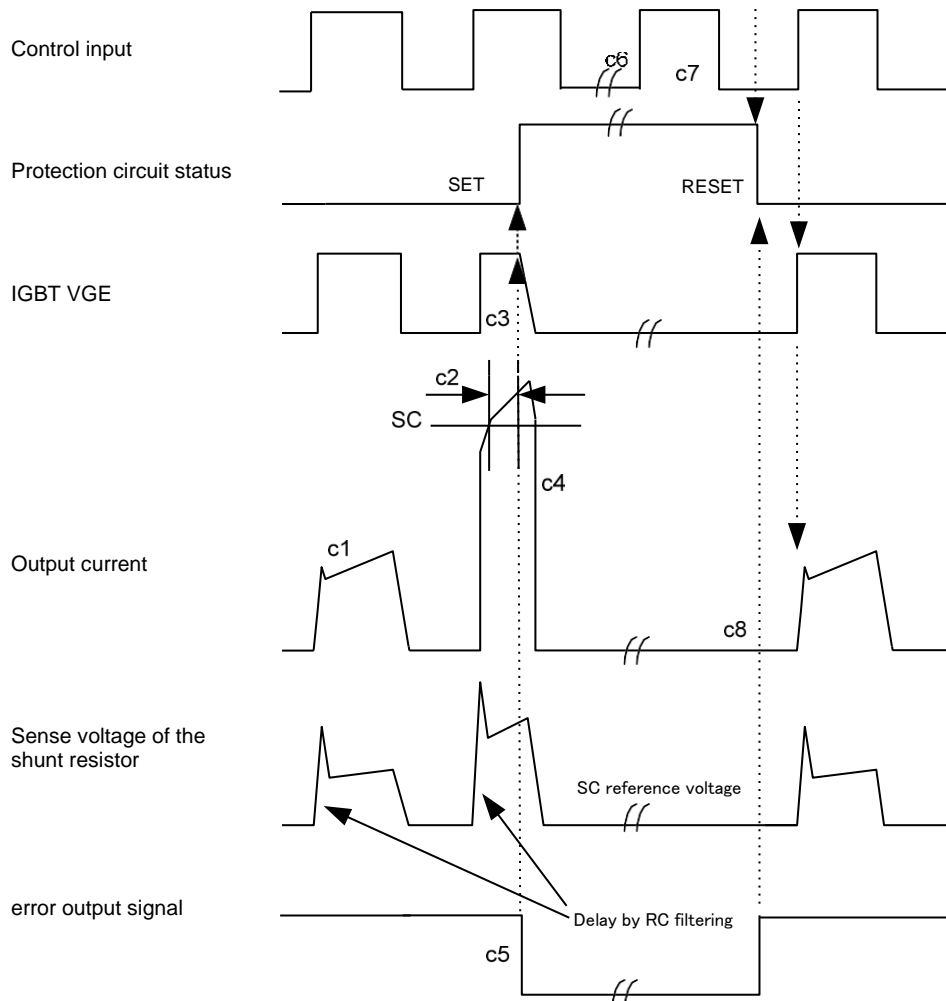 Control input
c6
c7
Protection circuit status
SET
RESET
IGBT VGE
c3
c2
SC
c4
Output current
c1
c8
Sense voltage of the
shunt resistor
SC reference voltage
error output signal
Delay by RC filtering
c5